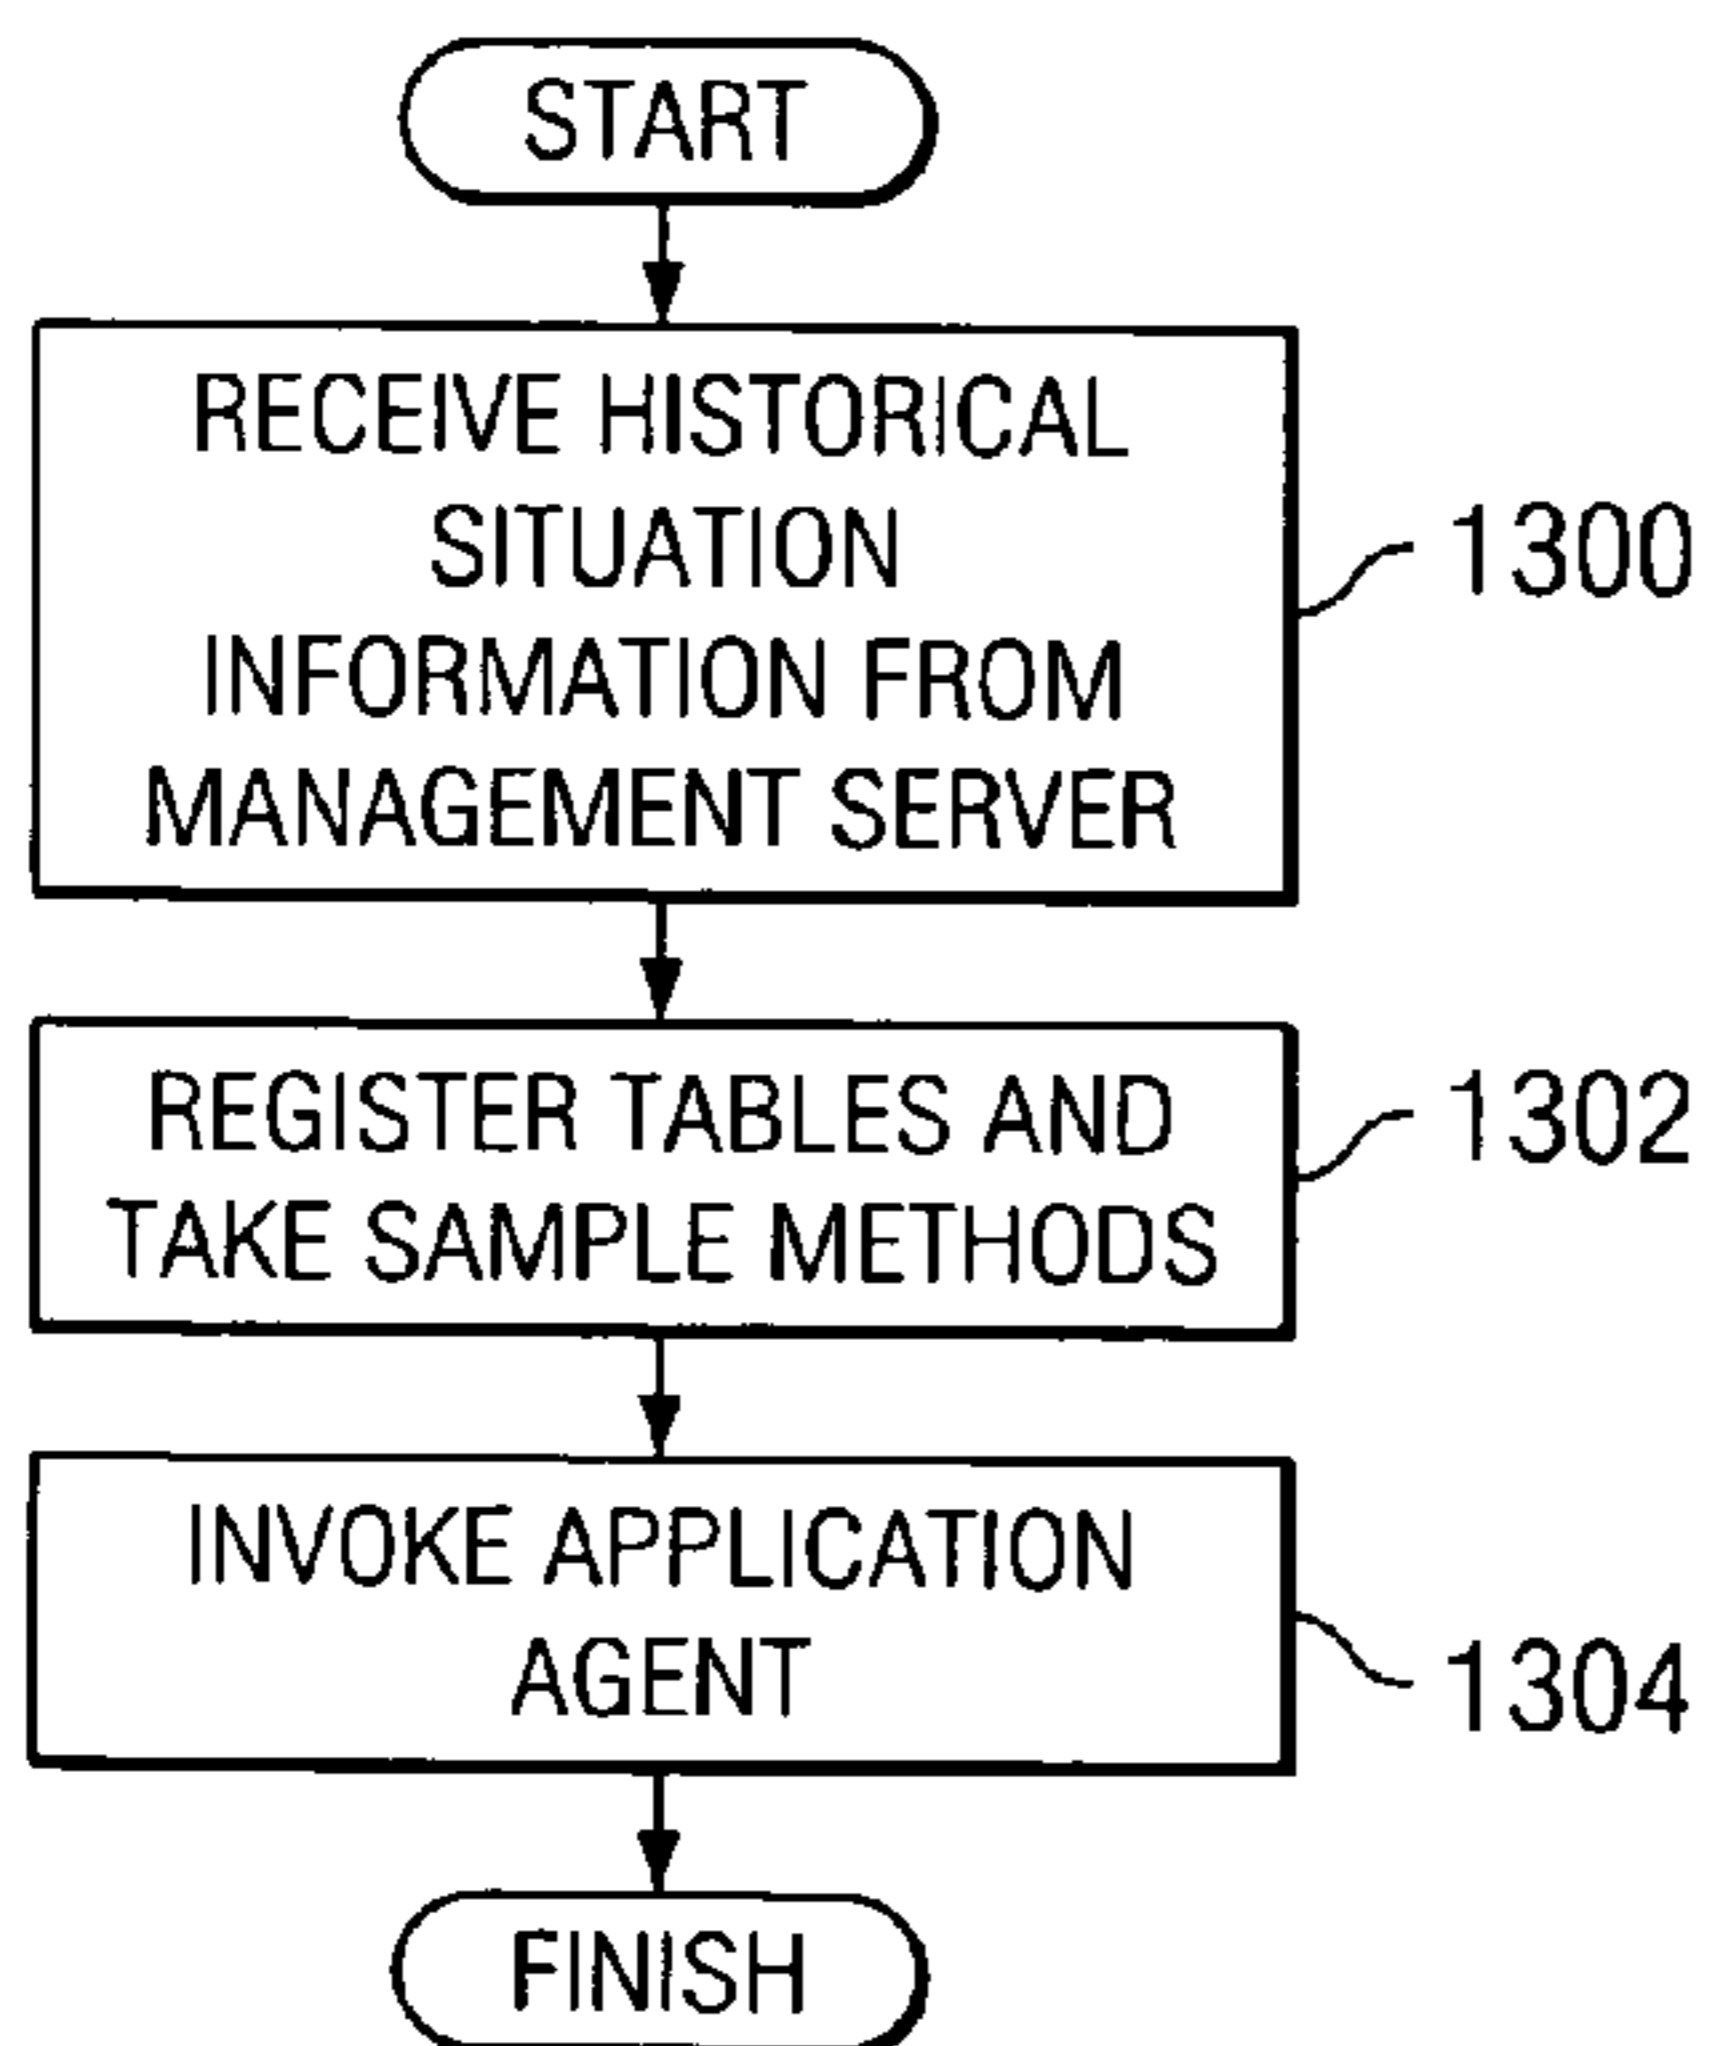 START
RECEIVE HISTORICAL
SITUATION
INFORMATION FROM
MANAGEMENT SERVER
1300
REGISTER TABLES AND
TAKE SAMPLE METHODS
1302
INVOKE APPLICATION
AGENT
1304
FINISH